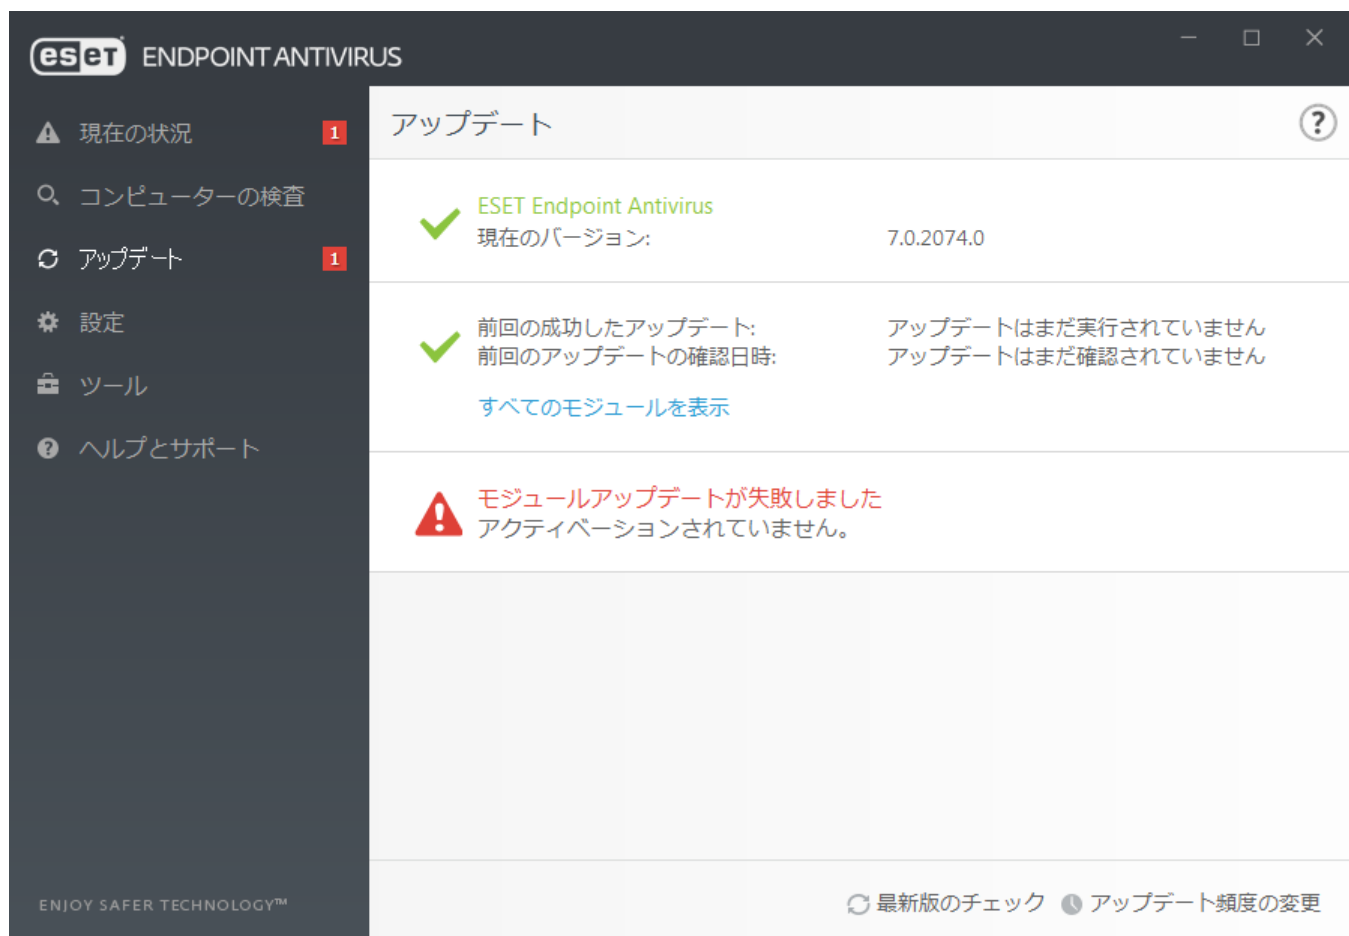 eset ENDPOINT ANTIVIRUS
現在の状況 1
コンピューターの検査
アップデート 1
設定
ツール
ヘルプとサポート
ENJOY SAFER TECHNOLOGY™
アップデート ?
ESET Endpoint Antivirus
現在のバージョン: 7.0.2074.0
前回の成功したアップデート: アップデートはまだ実行されていません
前回のアップデートの確認日時: アップデートはまだ確認されていません
すべてのモジュールを表示
モジュールアップデートが失敗しました
アクティベーションされていません。
最新版のチェック アップデート頻度の変更